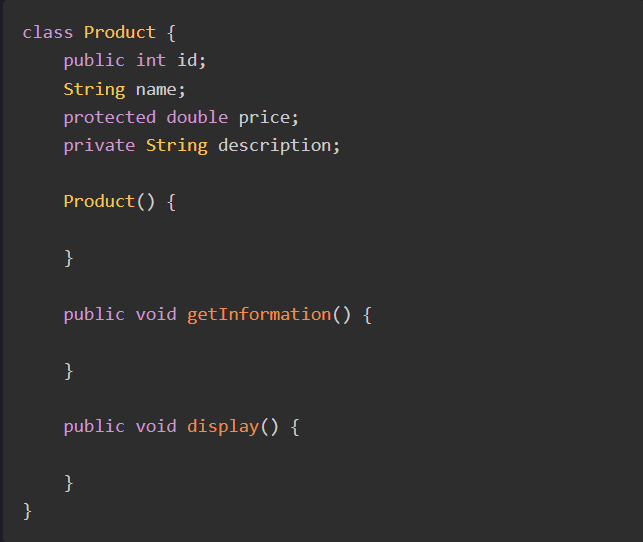 class Product {
    public int id;
    String name;
    protected double price;
    private String description;

    Product() {

    }

    public void getInformation() {

    }

    public void display() {

    }
}